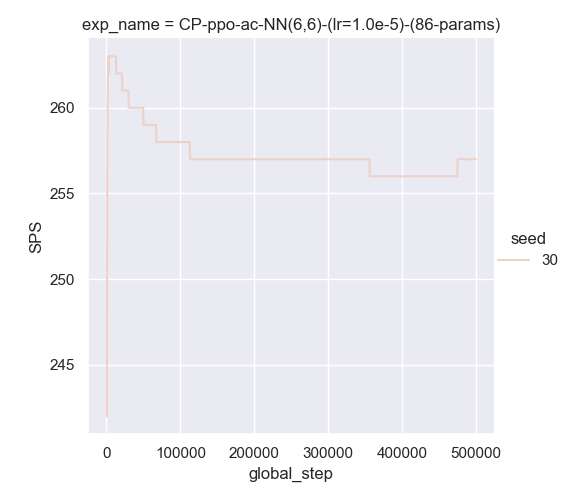 exp_name = CP-ppo-ac-NN(6,6)-(lr=1.0e-5)-(86-params)
260
255
250
245
SPS
0 100000 200000 300000 400000 500000
global_step
seed
30